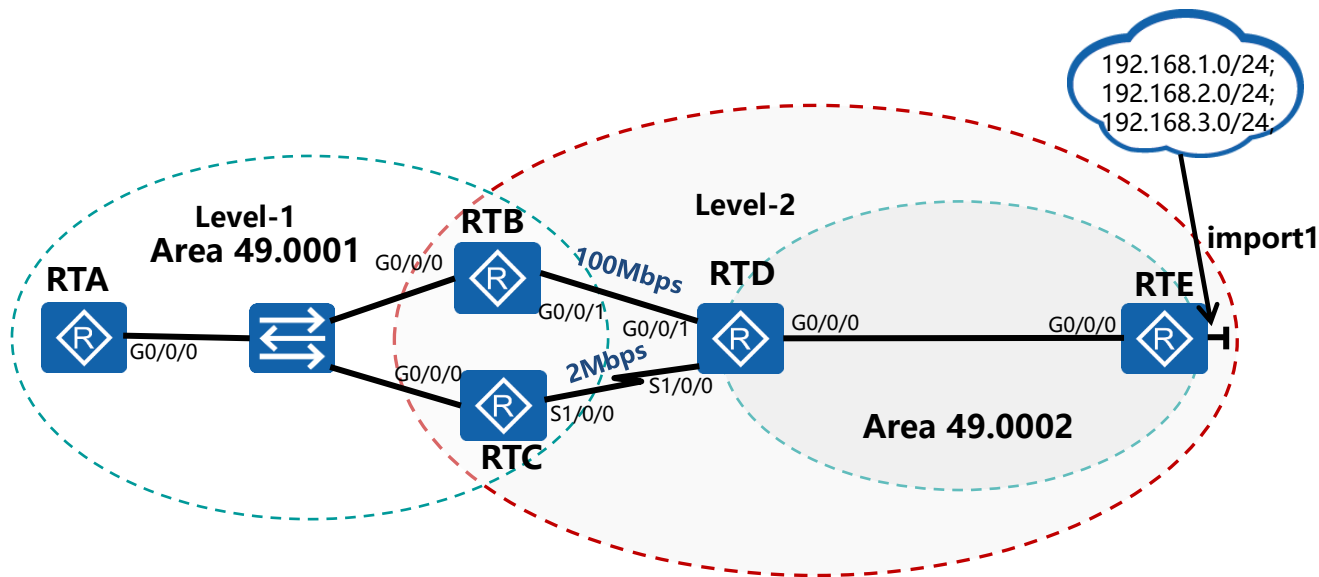 192.168.1.0/24;
192.168.2.0/24;
192.168.3.0/24;
import1
Level-1
Area 49.0001
Level-2
RTA
G0/0/0
RTB
G0/0/0
G0/0/1
100Mbps
RTC
G0/0/0
S1/0/0
2Mbps
RTD
G0/0/1
S1/0/0
G0/0/0
RTE
G0/0/0
Area 49.0002
R
R
R
R
R